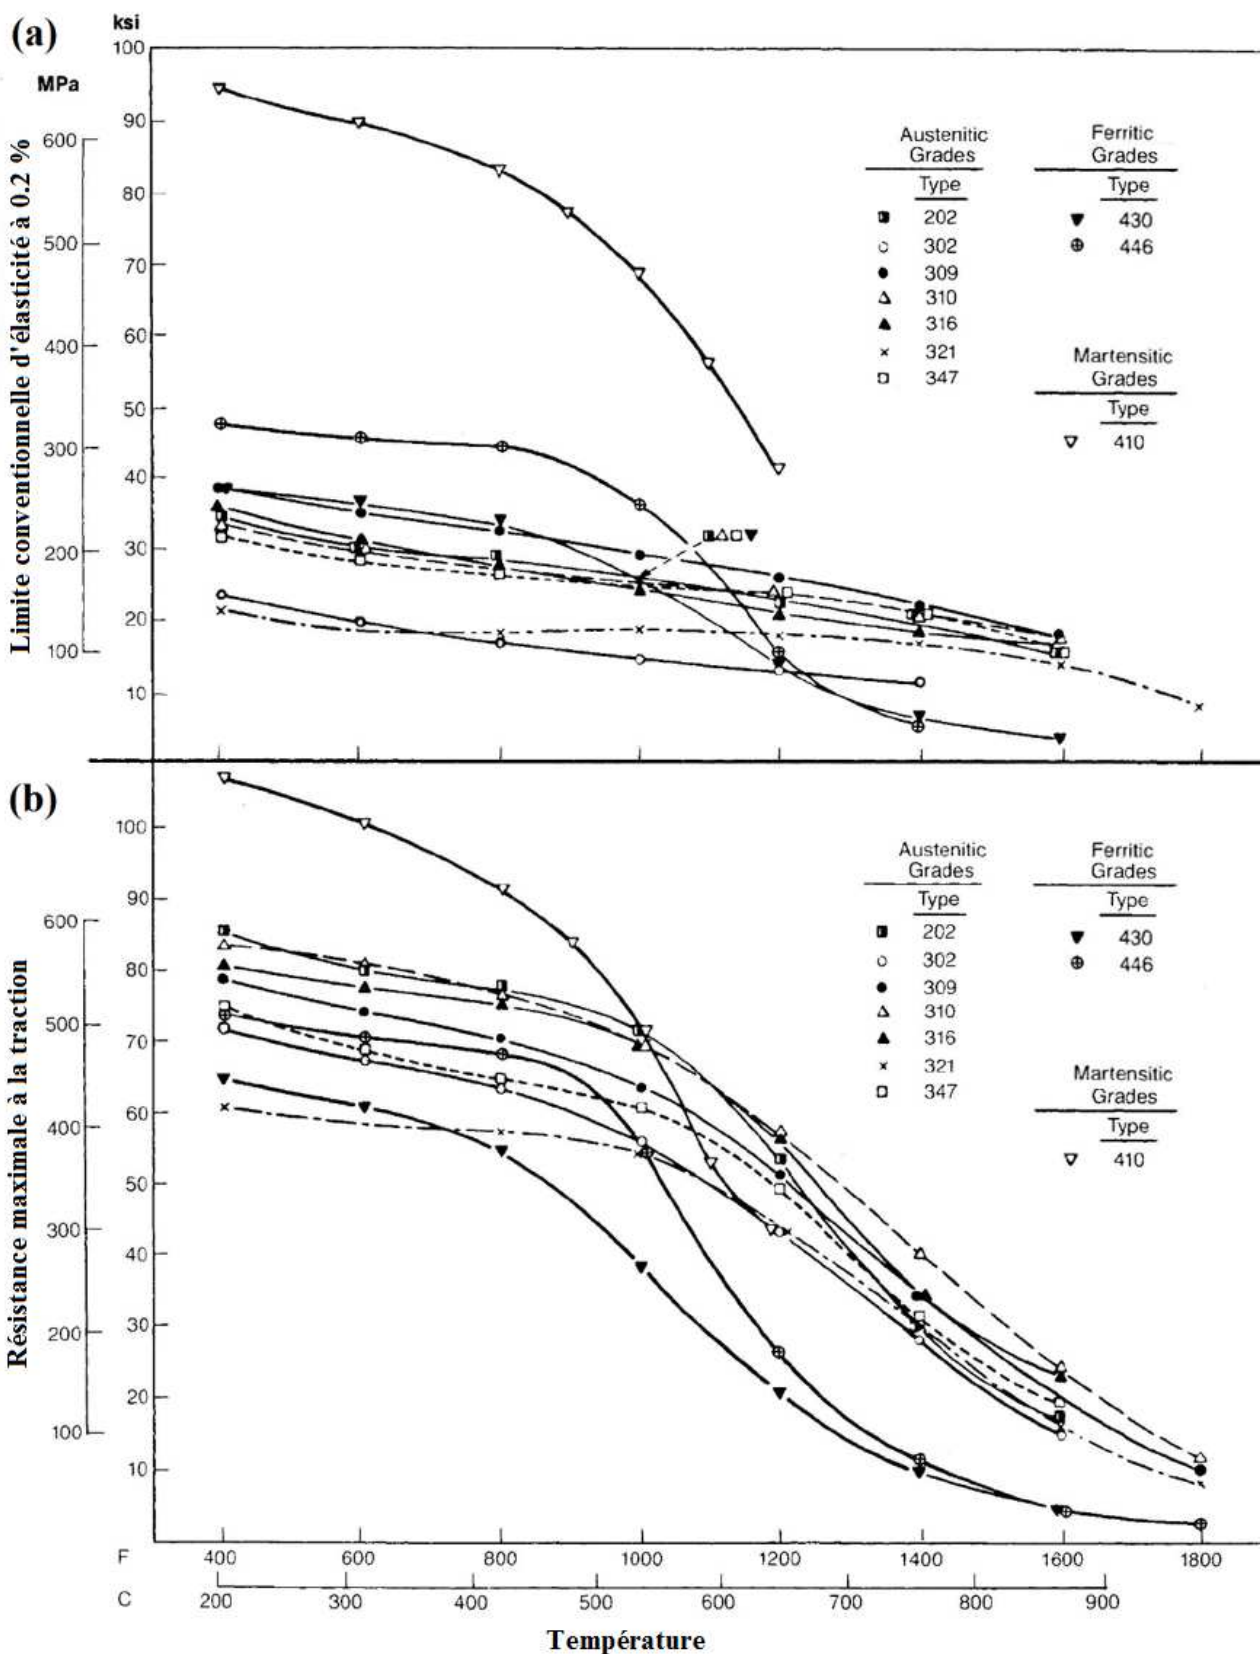 (a)
ksi
MPa
Limite conventionnelle d'élasticité à 0.2 %
100
90
80
70
60
50
40
30
20
10
600
500
400
300
200
100
Austenitic
Grades
Type
202
302
309
310
316
321
347
Ferritic
Grades
Type
430
446
Martensitic
Grades
Type
410
(b)
Résistance maximale à la traction
100
90
80
70
60
50
40
30
20
10
600
500
400
300
200
100
Austenitic
Grades
Type
202
302
309
310
316
321
347
Ferritic
Grades
Type
430
446
Martensitic
Grades
Type
410
F 400 600 800 1000 1200 1400 1600 1800
C 200 300 400 500 600 700 800 900
Température